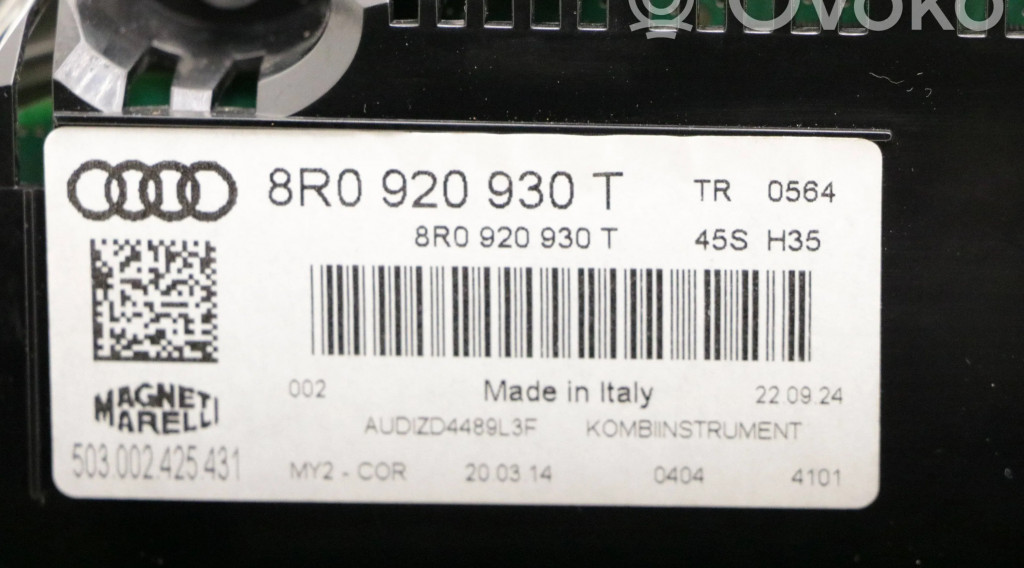 OVOKO
8R0 920 930 T TR 0564
8R0 920 930 T 45S H35
002 Made in Italy 22.09.24
MAGNETI
MARELLI
AUDIZD4489L3F KOMBIINSTRUMENT
503.002.425.431
MY2 - COR 20.03.14 0404 4101